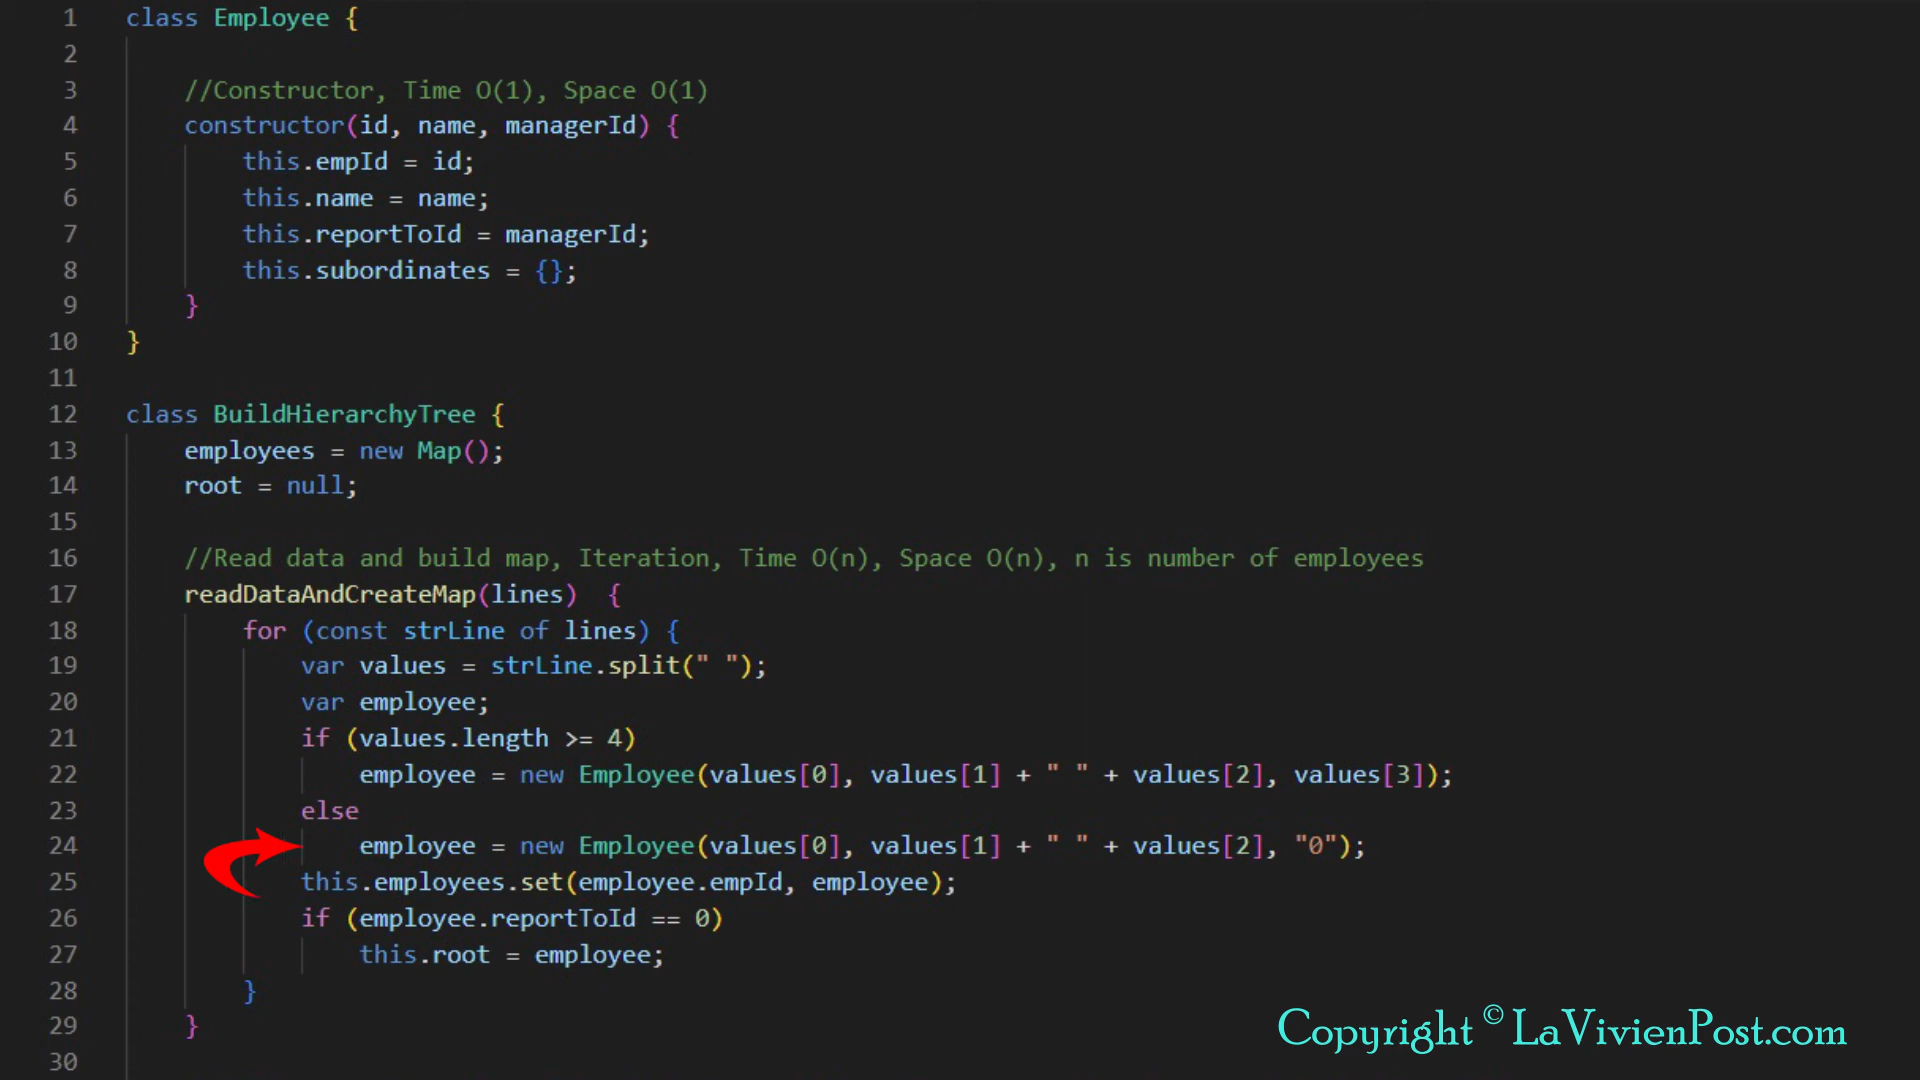 1 class Employee {
2
3 //Constructor, Time O(1), Space O(1)
4 constructor(id, name, managerId) {
5 this.empId = id;
6 this.name = name;
7 this.reportToId = managerId;
8 this.subordinates = {};
9 }
10 }
11
12 class BuildHierarchyTree {
13 employees = new Map();
14 root = null;
15
16 //Read data and build map, Iteration, Time O(n), Space O(n), n is number of employees
17 readDataAndCreateMap(lines)  {
18 for (const strLine of lines) {
19 var values = strLine.split(" ");
20 var employee;
21 if (values.length >= 4)
22 employee = new Employee(values[0], values[1] + " " + values[2], values[3]);
23 else
24 employee = new Employee(values[0], values[1] + " " + values[2], "0");
25 this.employees.set(employee.empId, employee);
26 if (employee.reportToId == 0)
27 this.root = employee;
28 }
29 }
30
Copyright © LaVivienPost.com